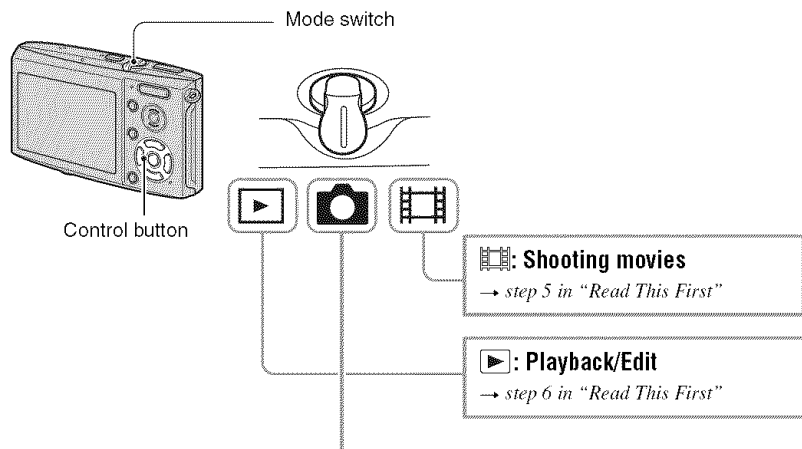 Mode switch
Control button
: Shooting movies
→ step 5 in “Read This First”
: Playback/Edit
→ step 6 in “Read This First”